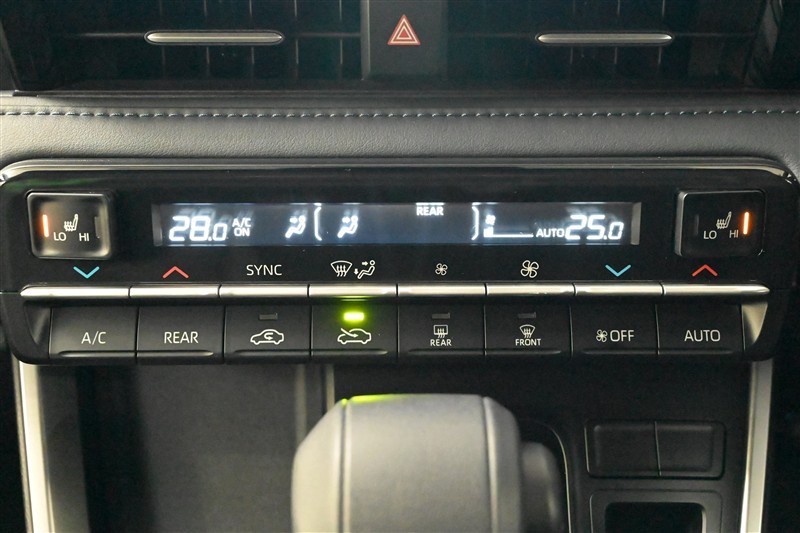 28.0 A/C ON REAR AUTO 25.0
LO HI LO HI
SYNC
A/C REAR REAR FRONT OFF AUTO